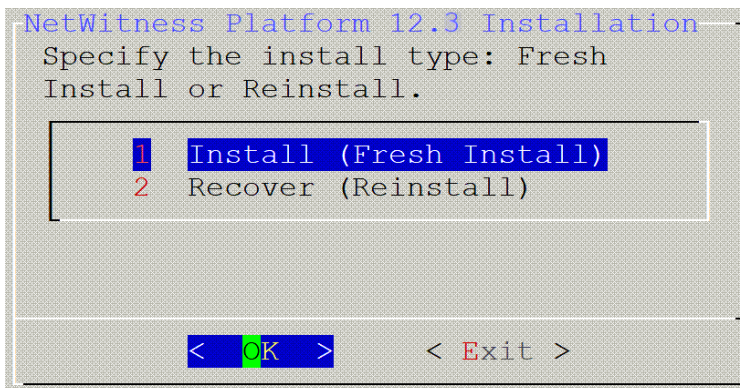 NetWitness Platform 12.3 Installation
Specify the install type: Fresh
Install or Reinstall.
1 Install (Fresh Install)
2 Recover (Reinstall)
< OK > < Exit >